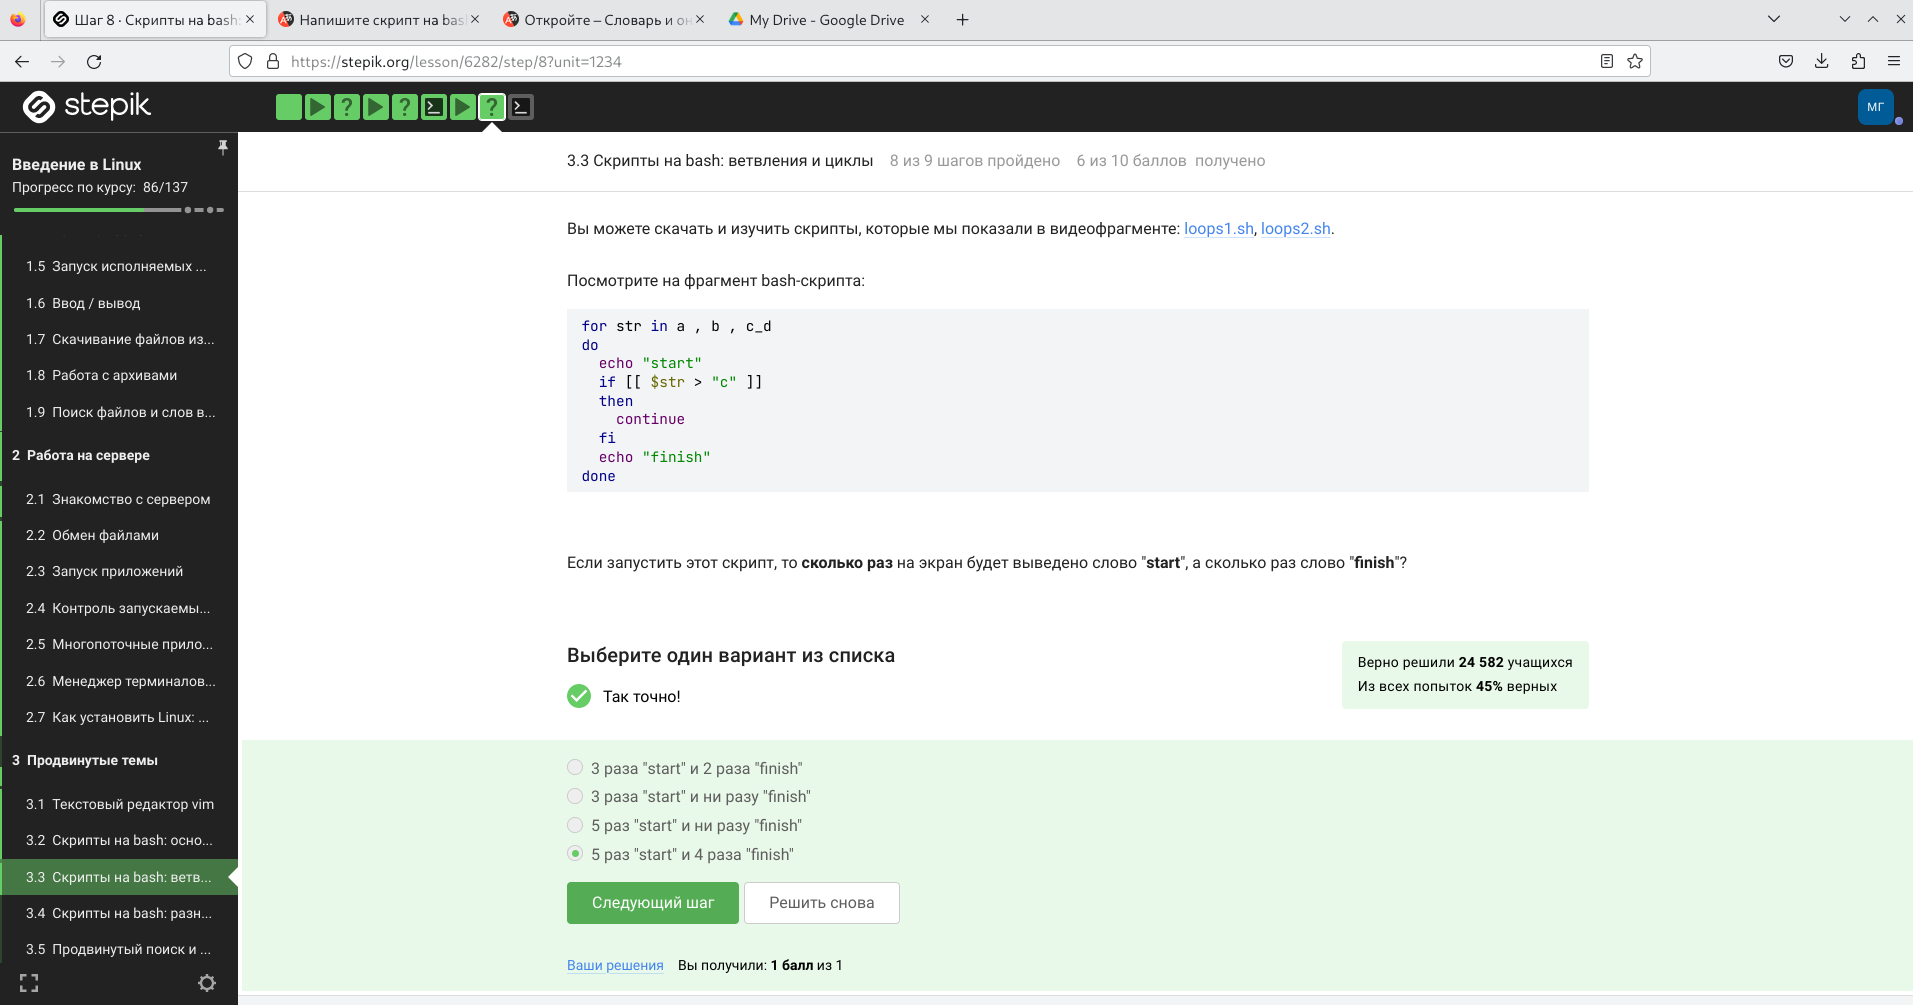 Шаг 8 · Скрипты на bash:
Напишите скрипт на bas
Откройте – Словарь и он
My Drive - Google Drive
https://stepik.org/lesson/6282/step/8?unit=1234
stepik
МГ
Введение в Linux
Прогресс по курсу: 86/137
1.5 Запуск исполняемых ...
1.6 Ввод / вывод
1.7 Скачивание файлов из...
1.8 Работа с архивами
1.9 Поиск файлов и слов в...
2 Работа на сервере
2.1 Знакомство с сервером
2.2 Обмен файлами
2.3 Запуск приложений
2.4 Контроль запускаемы...
2.5 Многопоточные прило...
2.6 Менеджер терминалов...
2.7 Как установить Linux: ...
3 Продвинутые темы
3.1 Текстовый редактор vim
3.2 Скрипты на bash: осно...
3.3 Скрипты на bash: ветв...
3.4 Скрипты на bash: разн...
3.5 Продвинутый поиск и ...
3.3 Скрипты на bash: ветвления и циклы 8 из 9 шагов пройдено 6 из 10 баллов получено
Вы можете скачать и изучить скрипты, которые мы показали в видеофрагменте: loops1.sh, loops2.sh.
Посмотрите на фрагмент bash-скрипта:
for str in a , b , c_d
do
  echo "start"
  if [[ $str > "c" ]]
  then
    continue
  fi
  echo "finish"
done
Если запустить этот скрипт, то сколько раз на экран будет выведено слово "start", а сколько раз слово "finish"?
Выберите один вариант из списка
Так точно!
Верно решили 24 582 учащихся
Из всех попыток 45% верных
3 раза "start" и 2 раза "finish"
3 раза "start" и ни разу "finish"
5 раз "start" и ни разу "finish"
5 раз "start" и 4 раза "finish"
Следующий шаг
Решить снова
Ваши решения Вы получили: 1 балл из 1